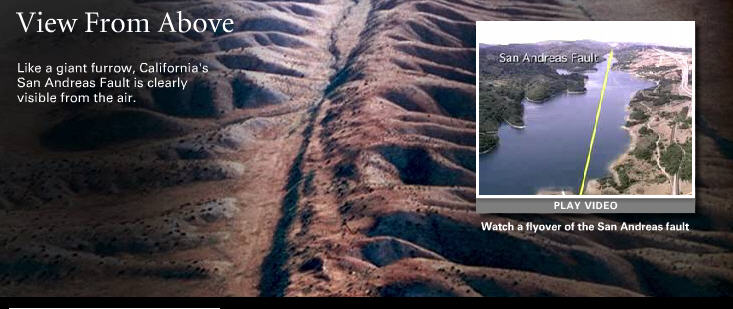 View From Above
Like a giant furrow, California's
San Andreas Fault is clearly
visible from the air.
San Andreas Fault
PLAY VIDEO
Watch a flyover of the San Andreas fault